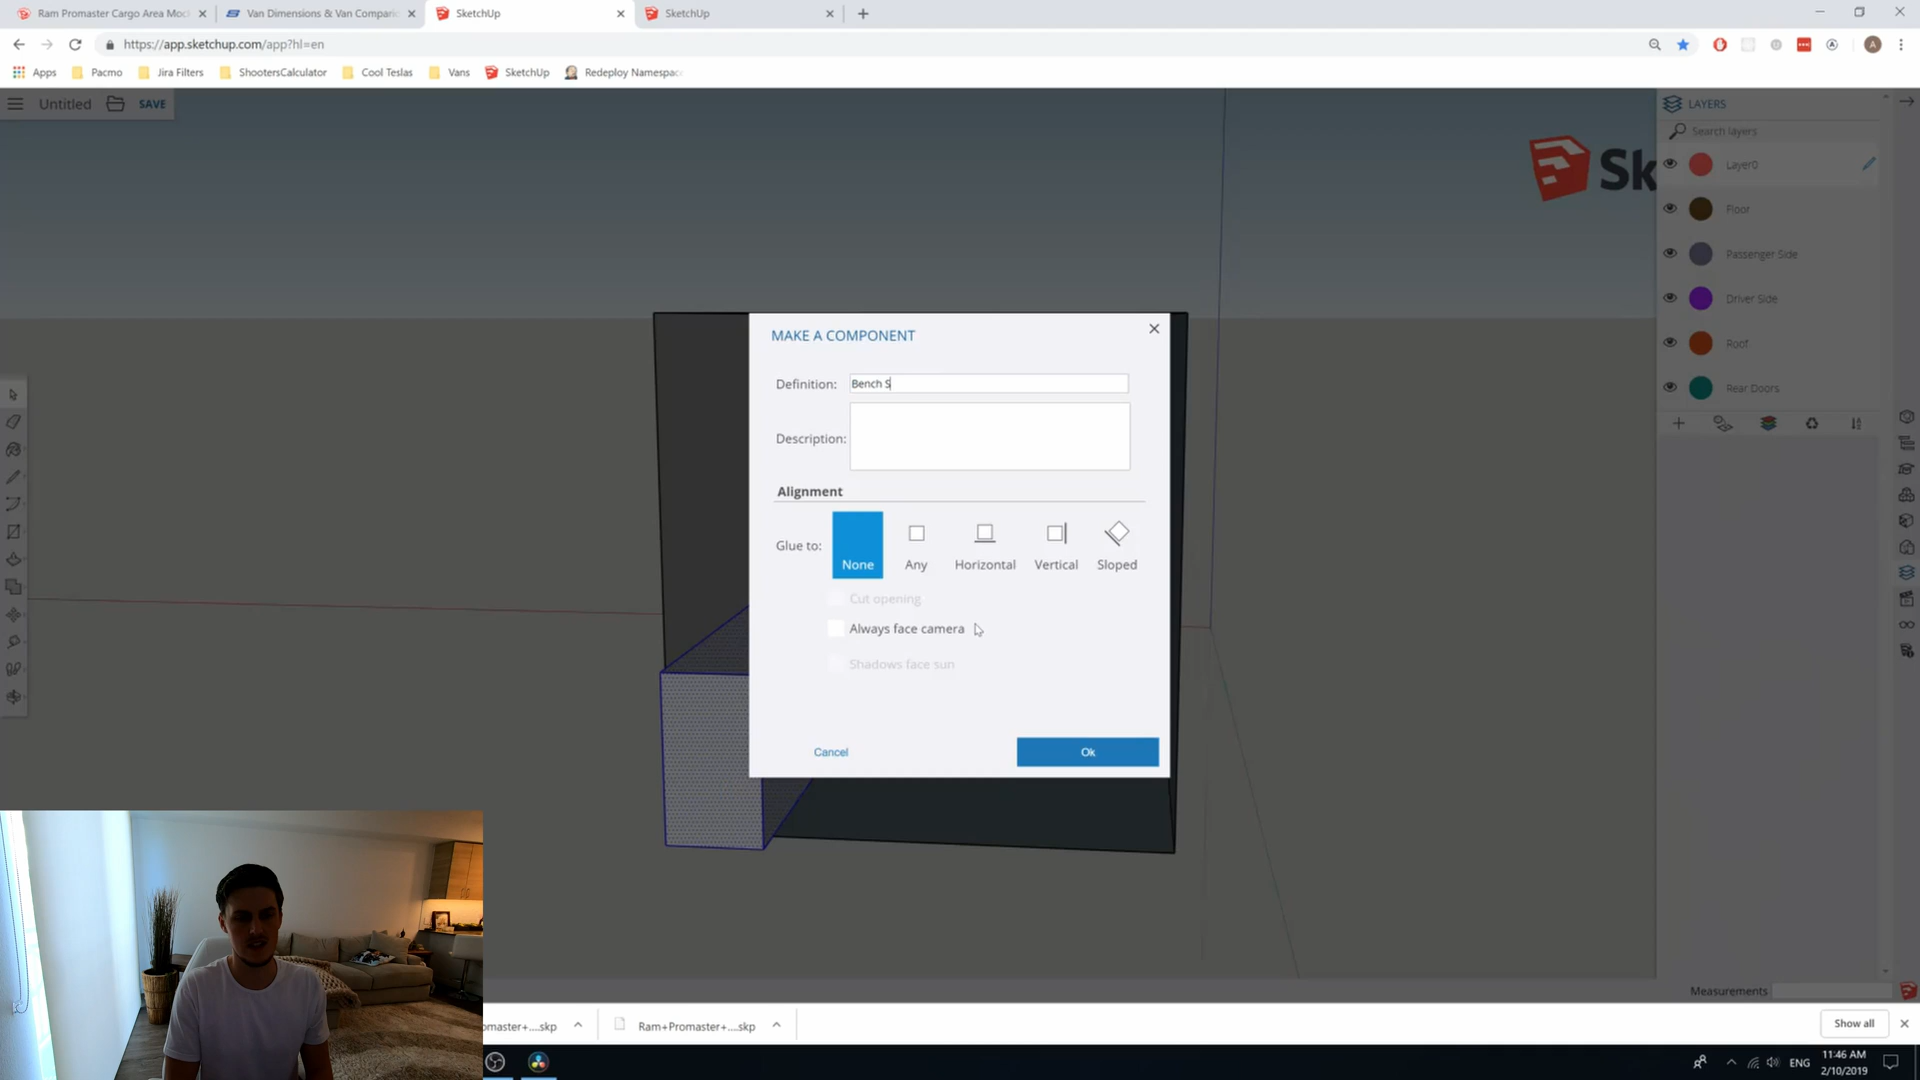 Ram Promaster Cargo Area Moc
Van Dimensions & Van Compari
SketchUp
SketchUp
https://app.sketchup.com/app?hl=en
Apps
Pacmo
Jira Filters
ShootersCalculator
Cool Teslas
Vans
SketchUp
Redeploy Namespac
Untitled
SAVE
LAYERS
Search layers
Layer0
Floor
Passenger Side
Driver Side
Roof
Rear Doors
Sk
MAKE A COMPONENT
Definition: Bench S
Description:
Alignment
Glue to:
None
Any
Horizontal
Vertical
Sloped
Cut opening
Always face camera
Shadows face sun
Cancel
Ok
Measurements
omaster+....skp
Ram+Promaster+....skp
Show all
ENG
11:46 AM
2/10/2019